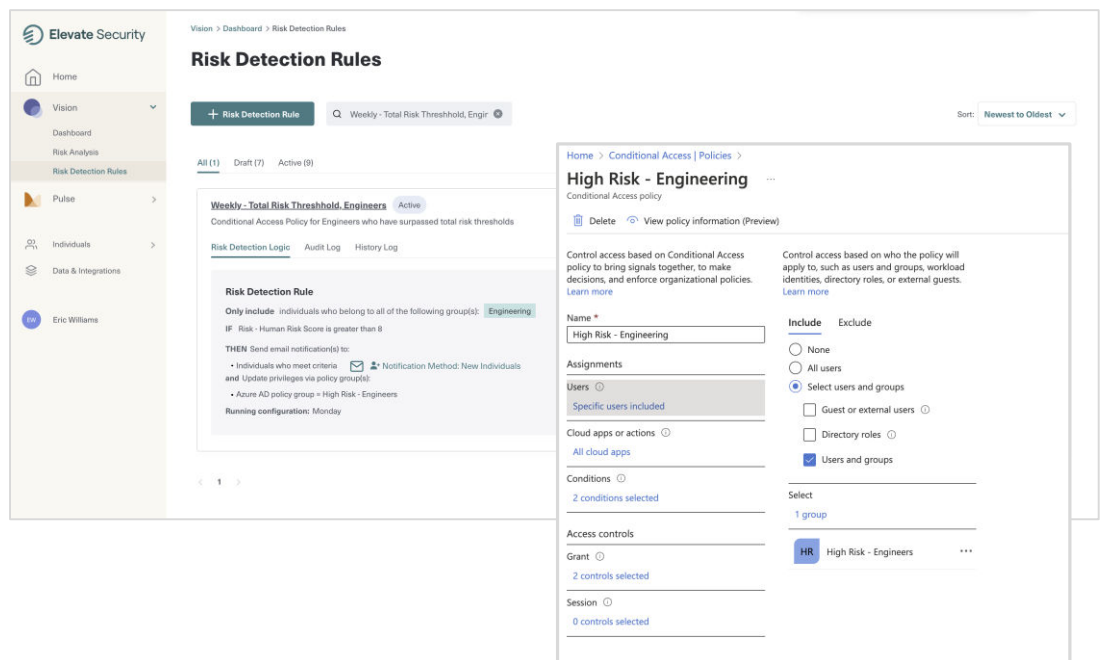 Elevate Security
Home
Vision
Dashboard
Risk Analysis
Risk Detection Rules
Pulse
Individuals
Data & Integrations
EW Eric Williams
Vision > Dashboard > Risk Detection Rules
Risk Detection Rules
+ Risk Detection Rule
Weekly - Total Risk Threshhold, Engir
Sort: Newest to Oldest
All (1) Draft (7) Active (9)
Weekly - Total Risk Threshhold, Engineers Active
Conditional Access Policy for Engineers who have surpassed total risk thresholds
Risk Detection Logic Audit Log History Log
Risk Detection Rule
Only include individuals who belong to all of the following group(s): Engineering
IF Risk - Human Risk Score is greater than 8
THEN Send email notification(s) to:
• Individuals who meet criteria Notification Method: New Individuals
and Update privileges via policy group(s):
• Azure AD policy group = High Risk - Engineers
Running configuration: Monday
< 1 >
Home > Conditional Access | Policies >
High Risk - Engineering ...
Conditional Access policy
Delete View policy information (Preview)
Control access based on Conditional Access
policy to bring signals together, to make
decisions, and enforce organizational policies.
Learn more
Name *
High Risk - Engineering
Assignments
Users
Specific users included
Cloud apps or actions
All cloud apps
Conditions
2 conditions selected
Access controls
Grant
2 controls selected
Session
0 controls selected
Control access based on who the policy will
apply to, such as users and groups, workload
identities, directory roles, or external guests.
Learn more
Include Exclude
None
All users
Select users and groups
Guest or external users
Directory roles
Users and groups
Select
1 group
HR High Risk - Engineers ...